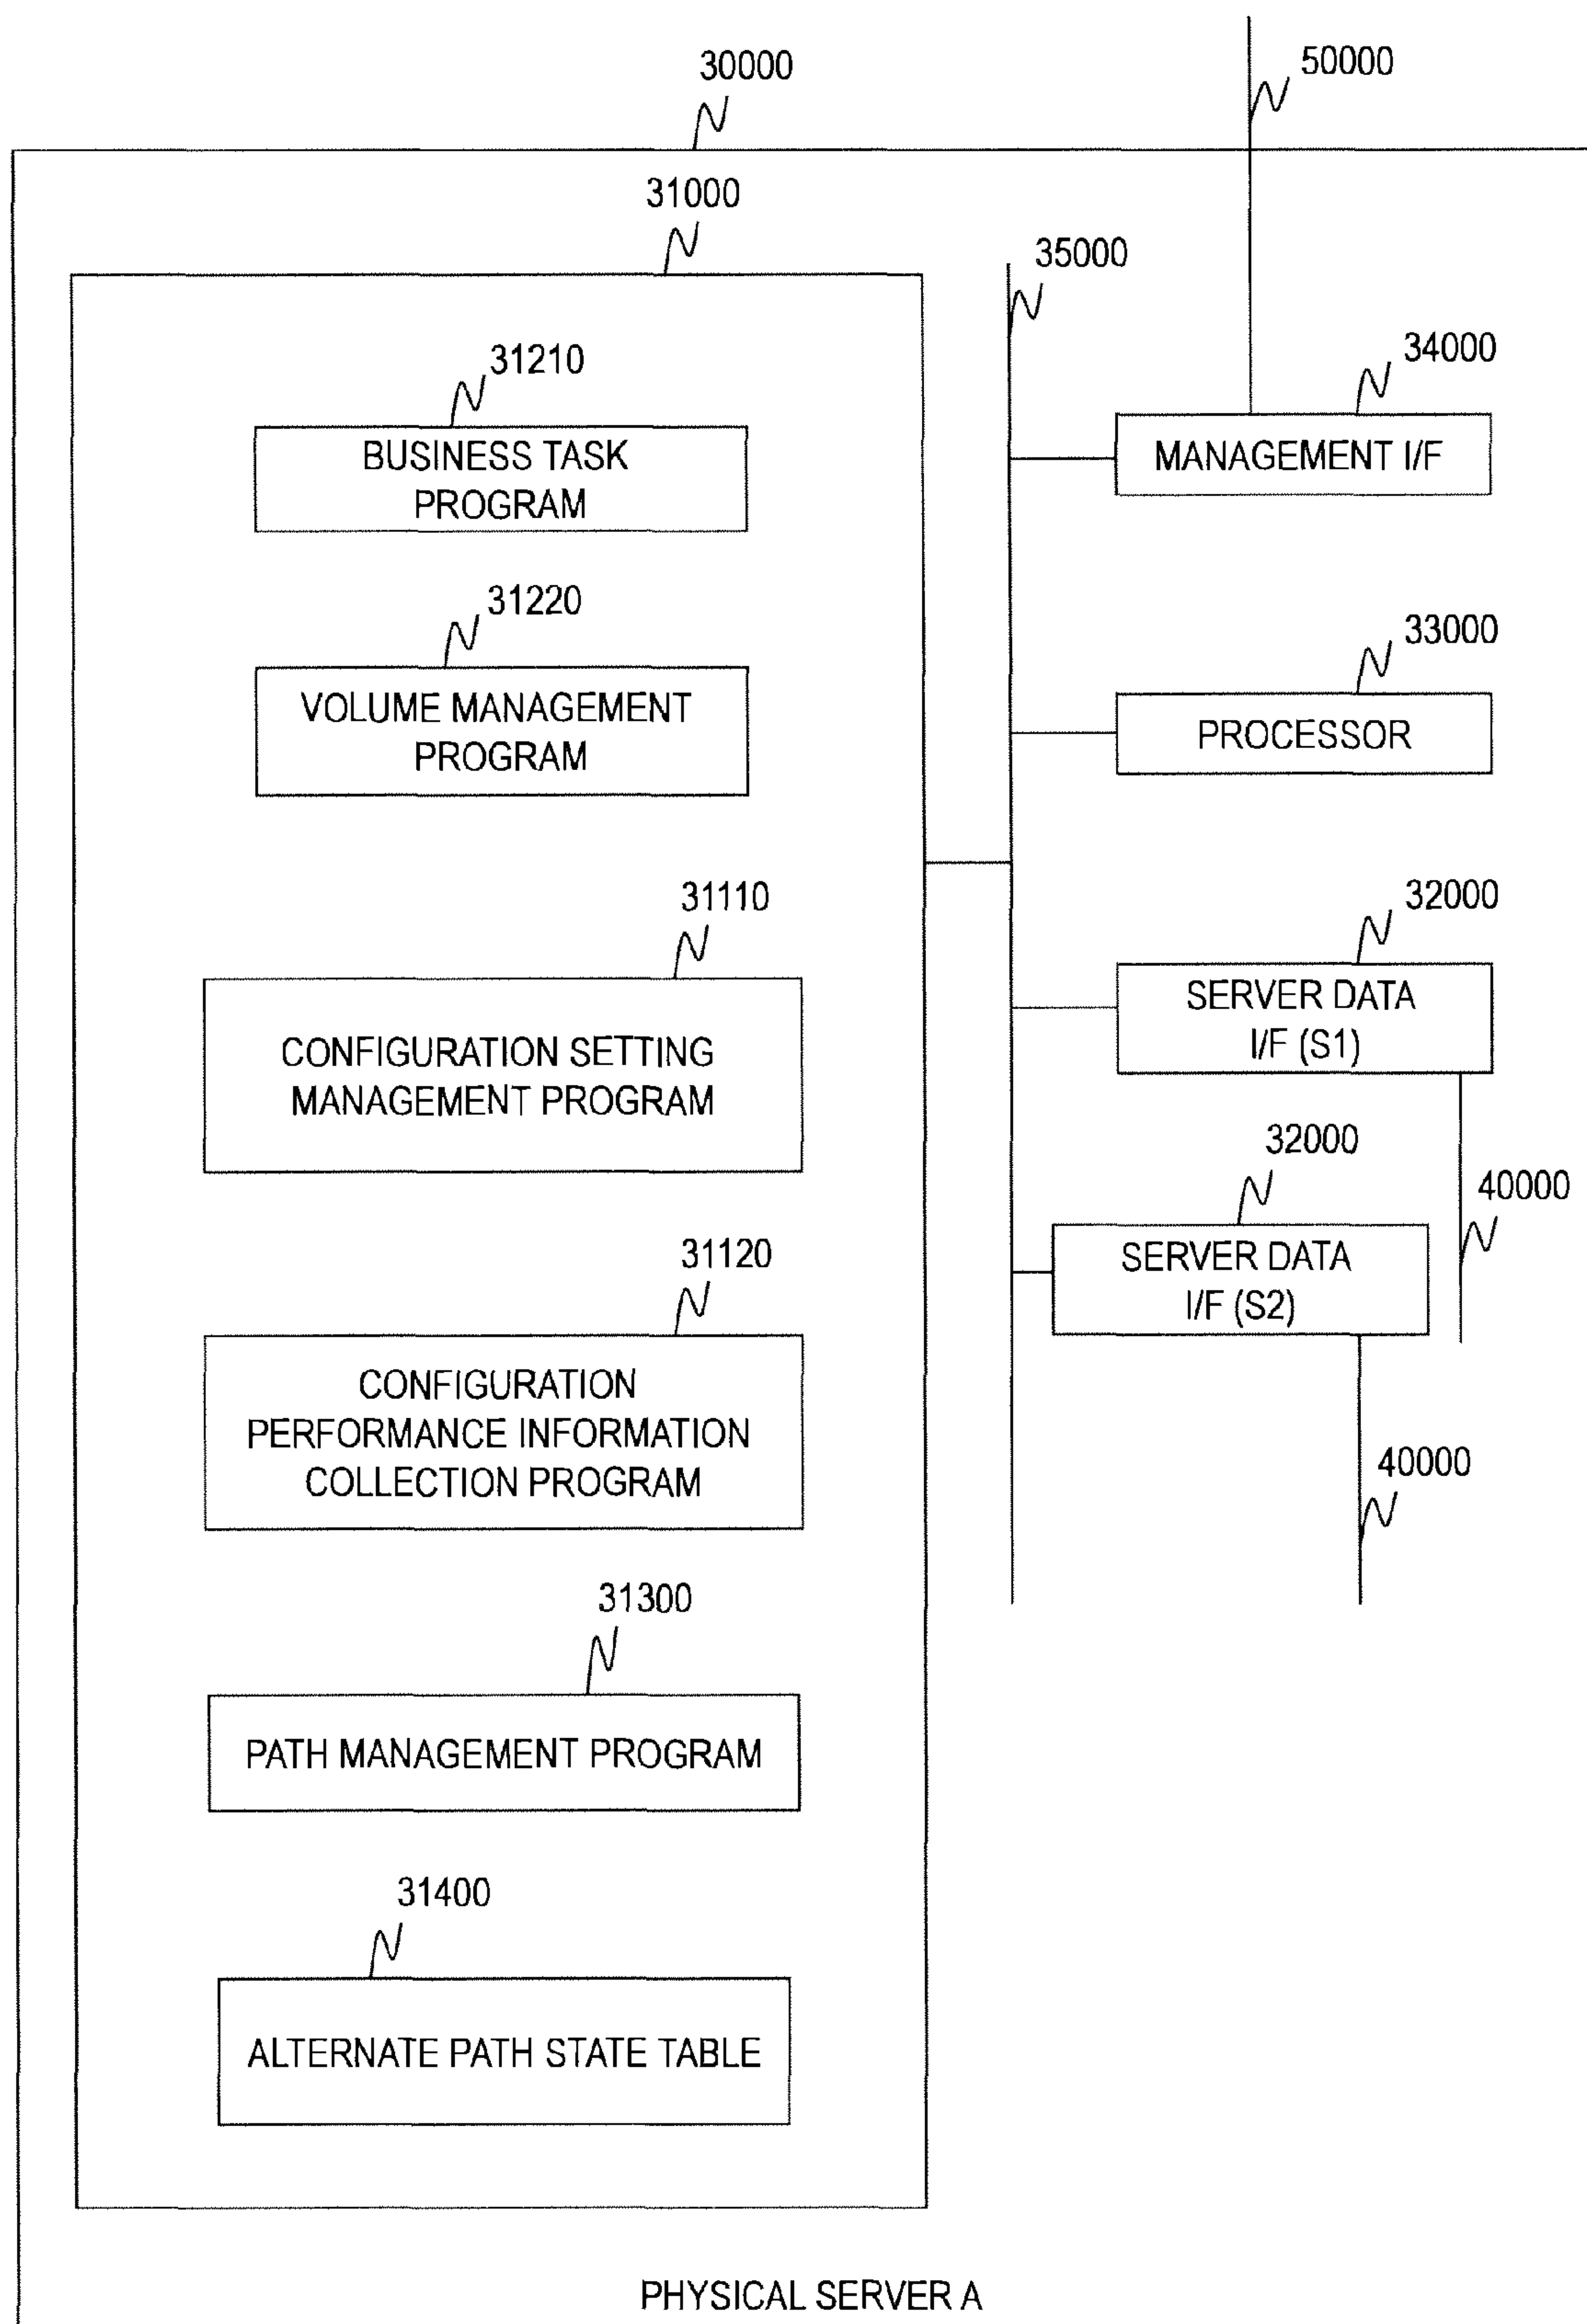 30000
50000
31000
35000
31210
BUSINESS TASK
PROGRAM
34000
MANAGEMENT I/F
31220
VOLUME MANAGEMENT
PROGRAM
33000
PROCESSOR
31110
CONFIGURATION SETTING
MANAGEMENT PROGRAM
32000
SERVER DATA
I/F (S1)
40000
32000
SERVER DATA
I/F (S2)
40000
31120
CONFIGURATION
PERFORMANCE INFORMATION
COLLECTION PROGRAM
31300
PATH MANAGEMENT PROGRAM
31400
ALTERNATE PATH STATE TABLE
PHYSICAL SERVER A